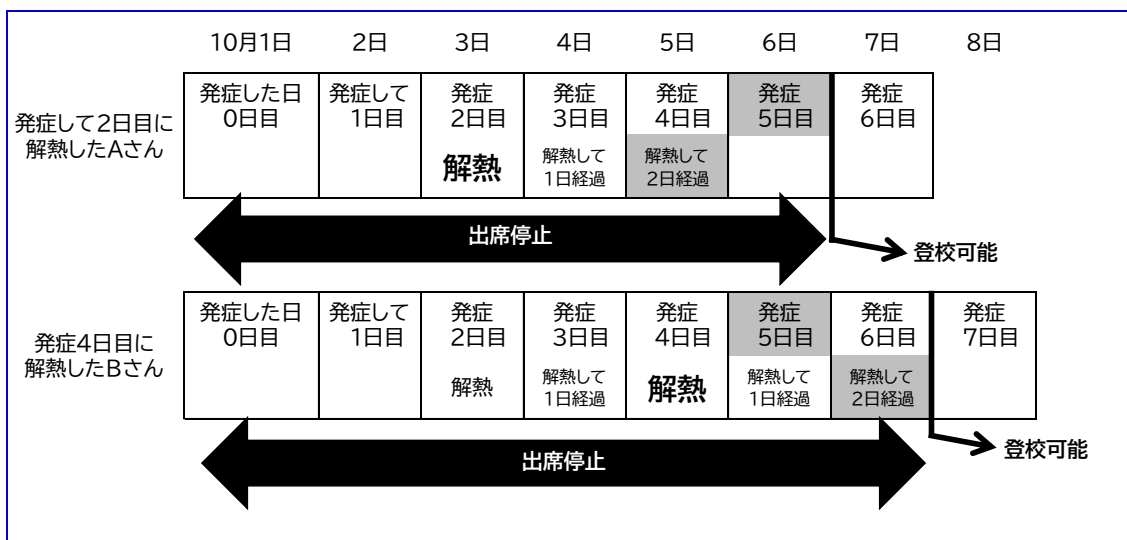 10月1日 2日 3日 4日 5日 6日 7日 8日
発症して2日目に
解熱したAさん
発症した日
0日目
発症して
1日目
発症
2日目
発症
3日目
発症
4日目
発症
5日目
発症
6日目
解熱
解熱して
1日経過
解熱して
2日経過
出席停止
登校可能
発症4日目に
解熱したBさん
発症した日
0日目
発症して
1日目
発症
2日目
発症
3日目
発症
4日目
発症
5日目
発症
6日目
発症
7日目
解熱
解熱して
1日経過
解熱
解熱して
1日経過
解熱して
2日経過
出席停止
登校可能